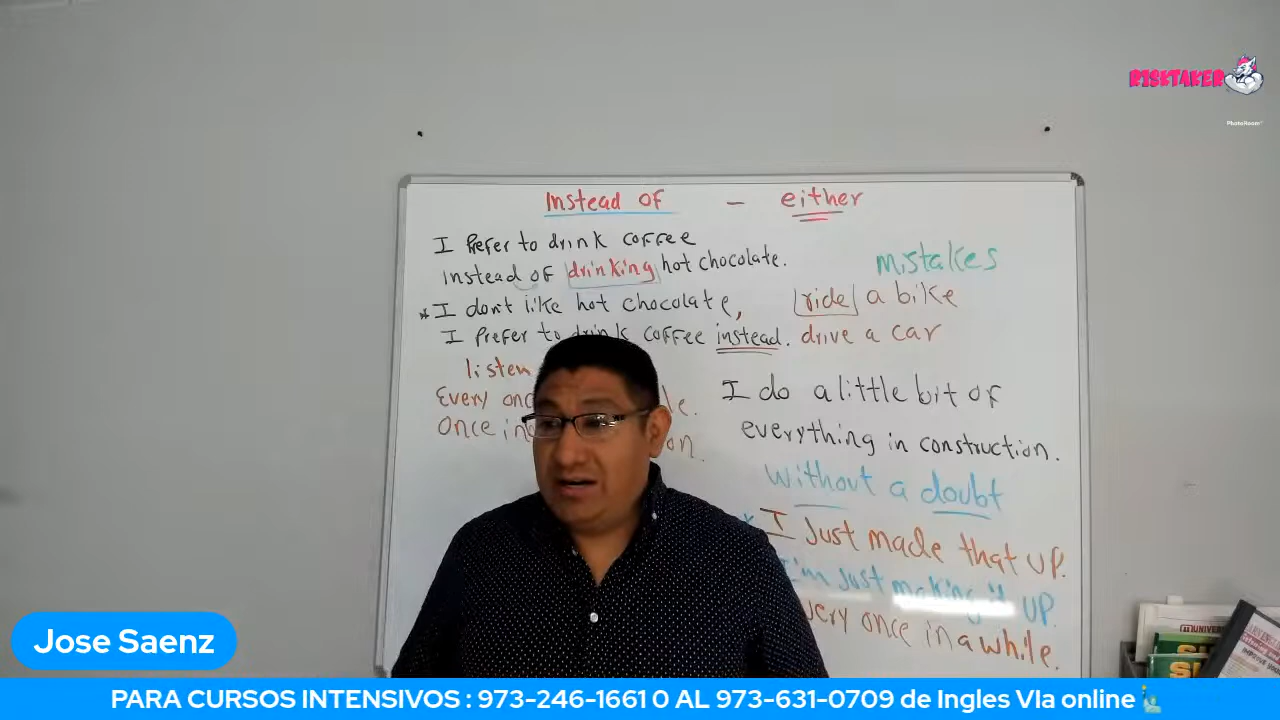 RISKTAKER
PhotoRoom
Instead of - either
I Prefer to drink coffee
instead of drinking hot chocolate.
* I don't like hot chocolate,
I prefer to drink coffee instead.
listen
Every once
Once in a
mistakes
ride a bike
drive a car
I do a little bit of
everything in construction.
without a doubt
* I Just made that up.
I'm just making it up.
very once in a while.
Jose Saenz
PARA CURSOS INTENSIVOS : 973-246-1661 0 AL 973-631-0709 de Ingles VIa online